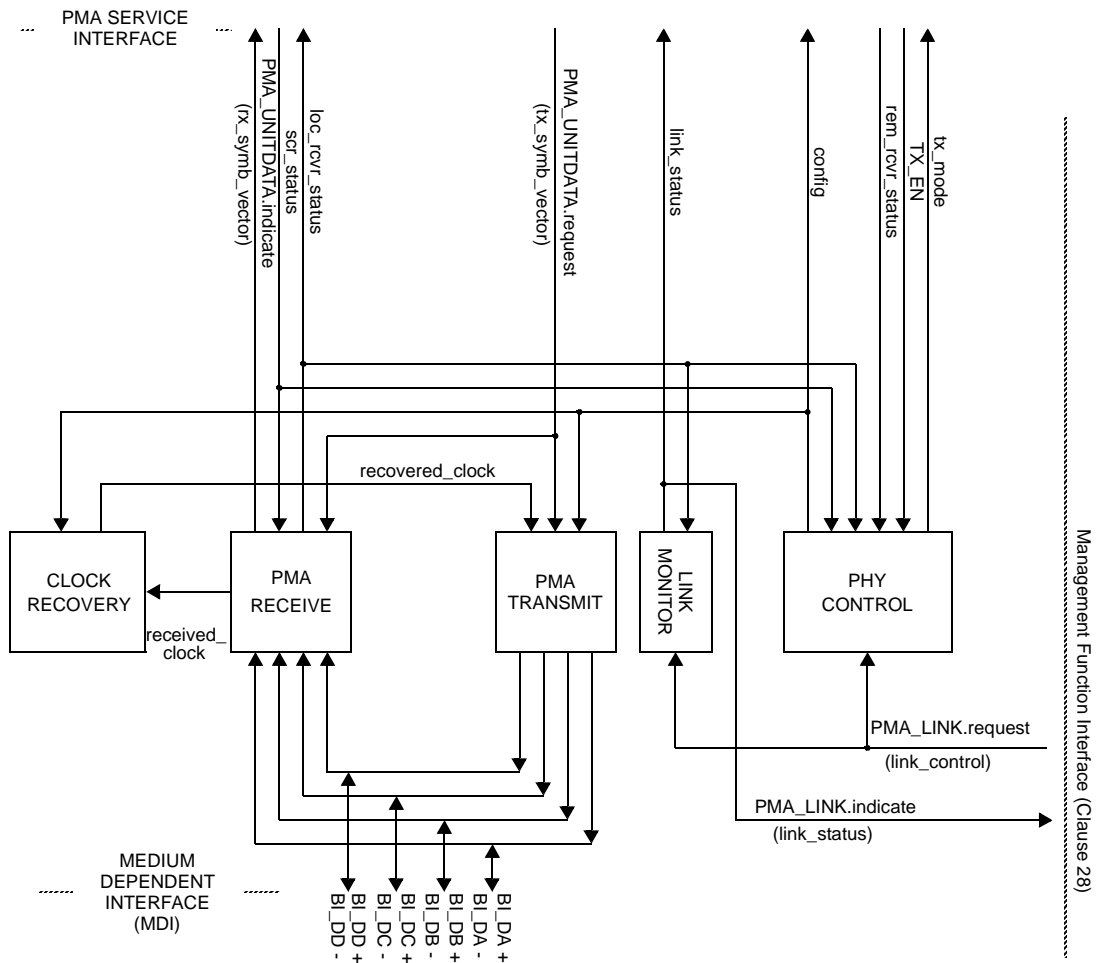 PMA SERVICE
INTERFACE
(rx_symb_vector)
PMA_UNITDATA.indicate
scr_status
loc_rcvr_status
(tx_symb_vector)
PMA_UNITDATA.request
link_status
config
rem_rcvr_status
TX_EN
tx_mode
recovered_clock
CLOCK
RECOVERY
PMA
RECEIVE
PMA
TRANSMIT
LINK
MONITOR
PHY
CONTROL
received_
clock
PMA_LINK.request
(link_control)
PMA_LINK.indicate
(link_status)
Management Function Interface (Clause 28)
MEDIUM
DEPENDENT
INTERFACE
(MDI)
BI_DD -
BI_DD +
BI_DC -
BI_DC +
BI_DB -
BI_DB +
BI_DA -
BI_DA +